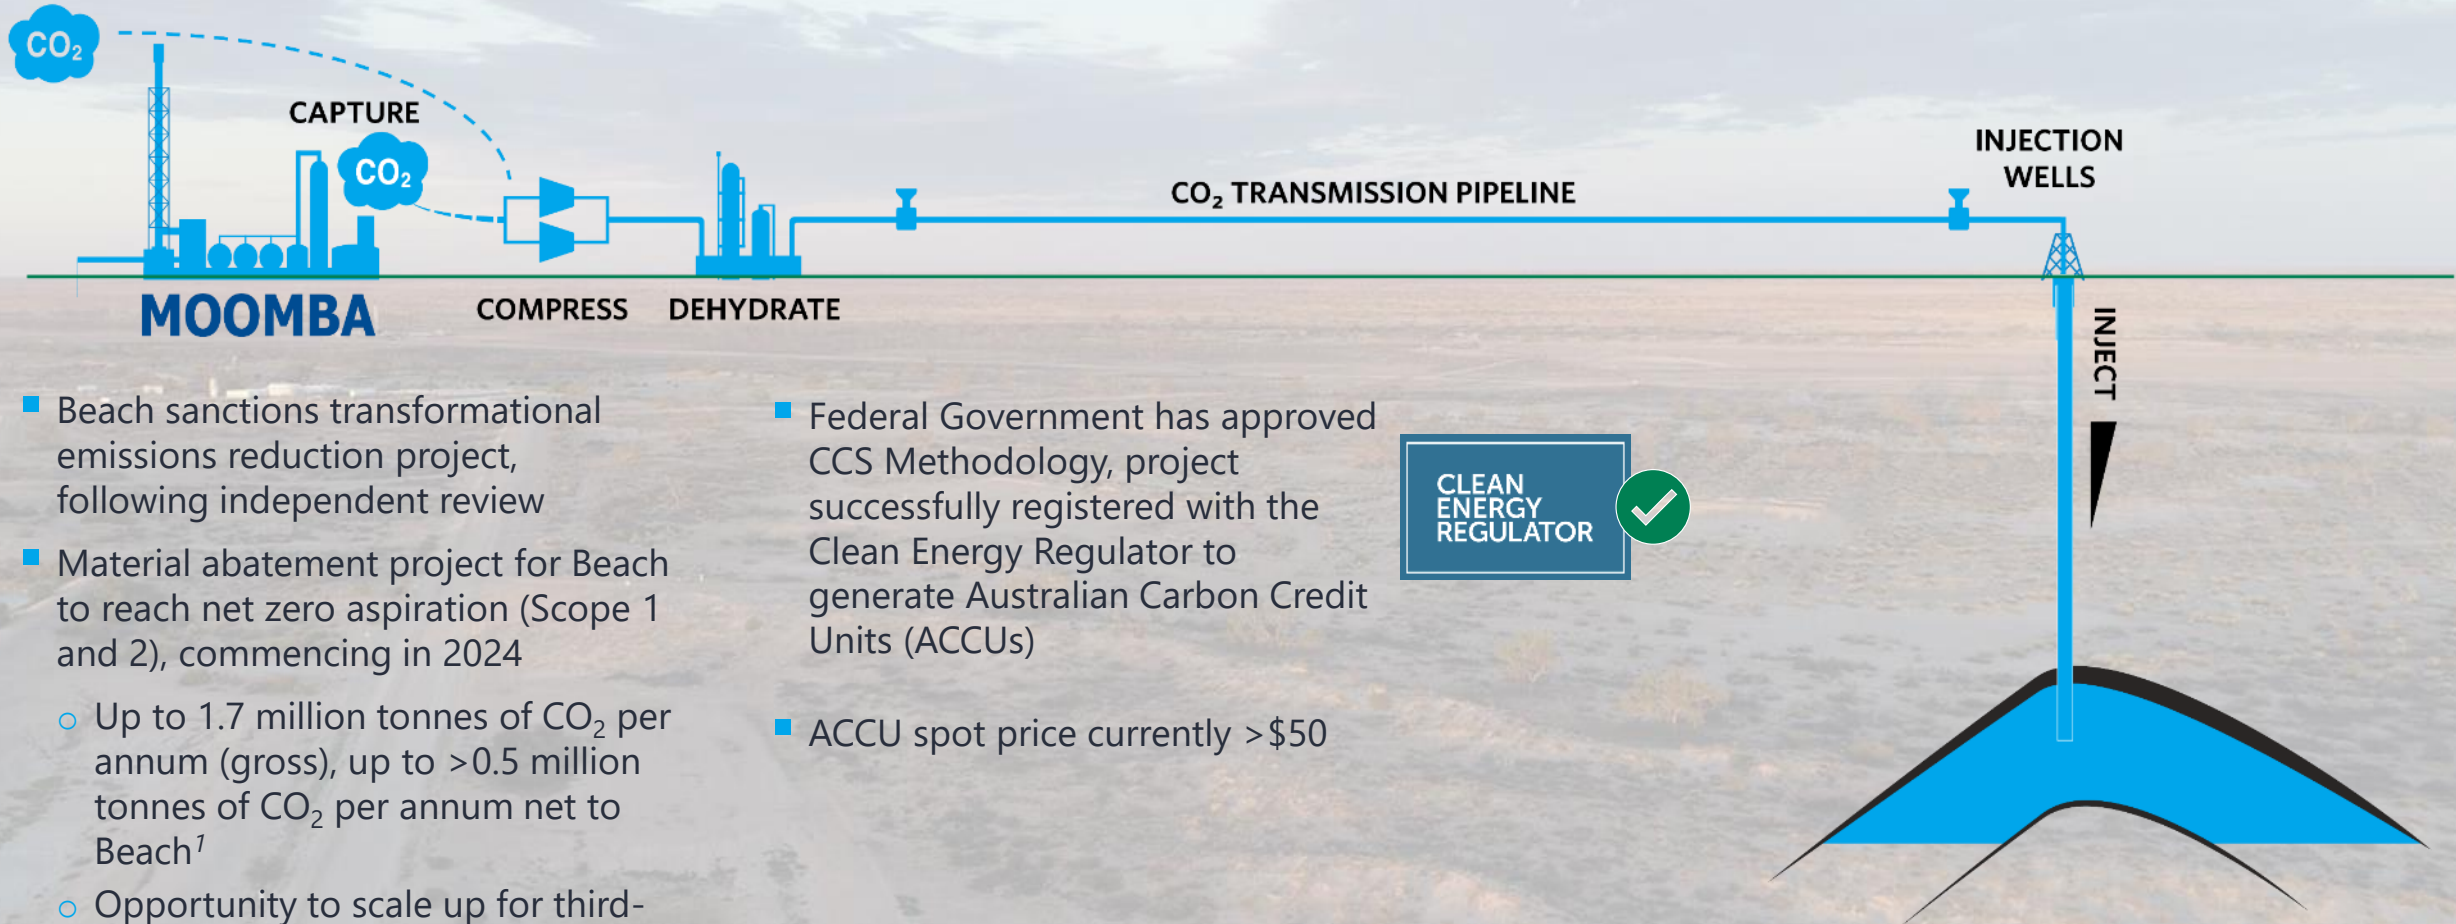 CO₂
CAPTURE
CO₂
INJECTION
WELLS
CO₂ TRANSMISSION PIPELINE
MOOMBA
COMPRESS
DEHYDRATE
INJECT
Beach sanctions transformational
emissions reduction project,
following independent review
Material abatement project for Beach
to reach net zero aspiration (Scope 1
and 2), commencing in 2024
Up to 1.7 million tonnes of CO₂ per
annum (gross), up to >0.5 million
tonnes of CO₂ per annum net to
Beach¹
Opportunity to scale up for third-
Federal Government has approved
CCS Methodology, project
successfully registered with the
Clean Energy Regulator to
generate Australian Carbon Credit
Units (ACCUs)
ACCU spot price currently >$50
CLEAN
ENERGY
REGULATOR